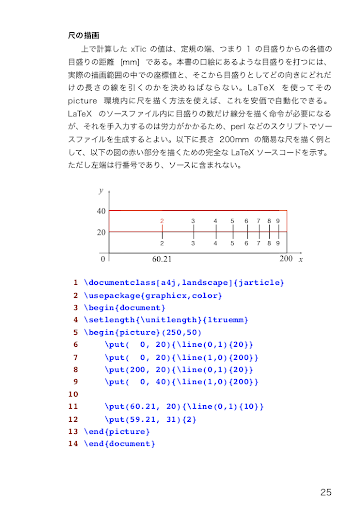 尺の描画
上で計算した xTic の値は、定規の端、つまり 1 の目盛りからの各値の
目盛りの距離 [mm] である。本書の口絵にあるような目盛りを打つには、
実際の描画範囲の中での座標値と、そこから目盛りとしてどの向きにどれだ
けの長さの線を引くのかを決めねばならない。LaTeX を使ってその
picture 環境内に尺を描く方法を使えば、これを安価で自動化できる。
LaTeX のソースファイル内に目盛りの数だけ線分を描く命令が必要になる
が、それを手入力するのは労力がかかるため、perl などのスクリプトでソー
スファイルを生成するとよい。以下に長さ 200mm の簡易な尺を描く例と
して、以下の図の赤い部分を描くための完全な LaTeX ソースコードを示す。
ただし左端は行番号であり、ソースに含まれない。
y
40
2 3 4 5 6 7 8 9
20
2 3 4 5 6 7 8 9
0 60.21 200 x
1 \documentclass[a4j,landscape]{jarticle}
2 \usepackage{graphicx,color}
3 \begin{document}
4 \setlength{\unitlength}{1truemm}
5 \begin{picture}(250,50)
6 \put( 0, 20){\line(0,1){20}}
7 \put( 0, 20){\line(1,0){200}}
8 \put(200, 20){\line(0,1){20}}
9 \put( 0, 40){\line(1,0){200}}
10
11 \put(60.21, 20){\line(0,1){10}}
12 \put(59.21, 31){2}
13 \end{picture}
14 \end{document}
25